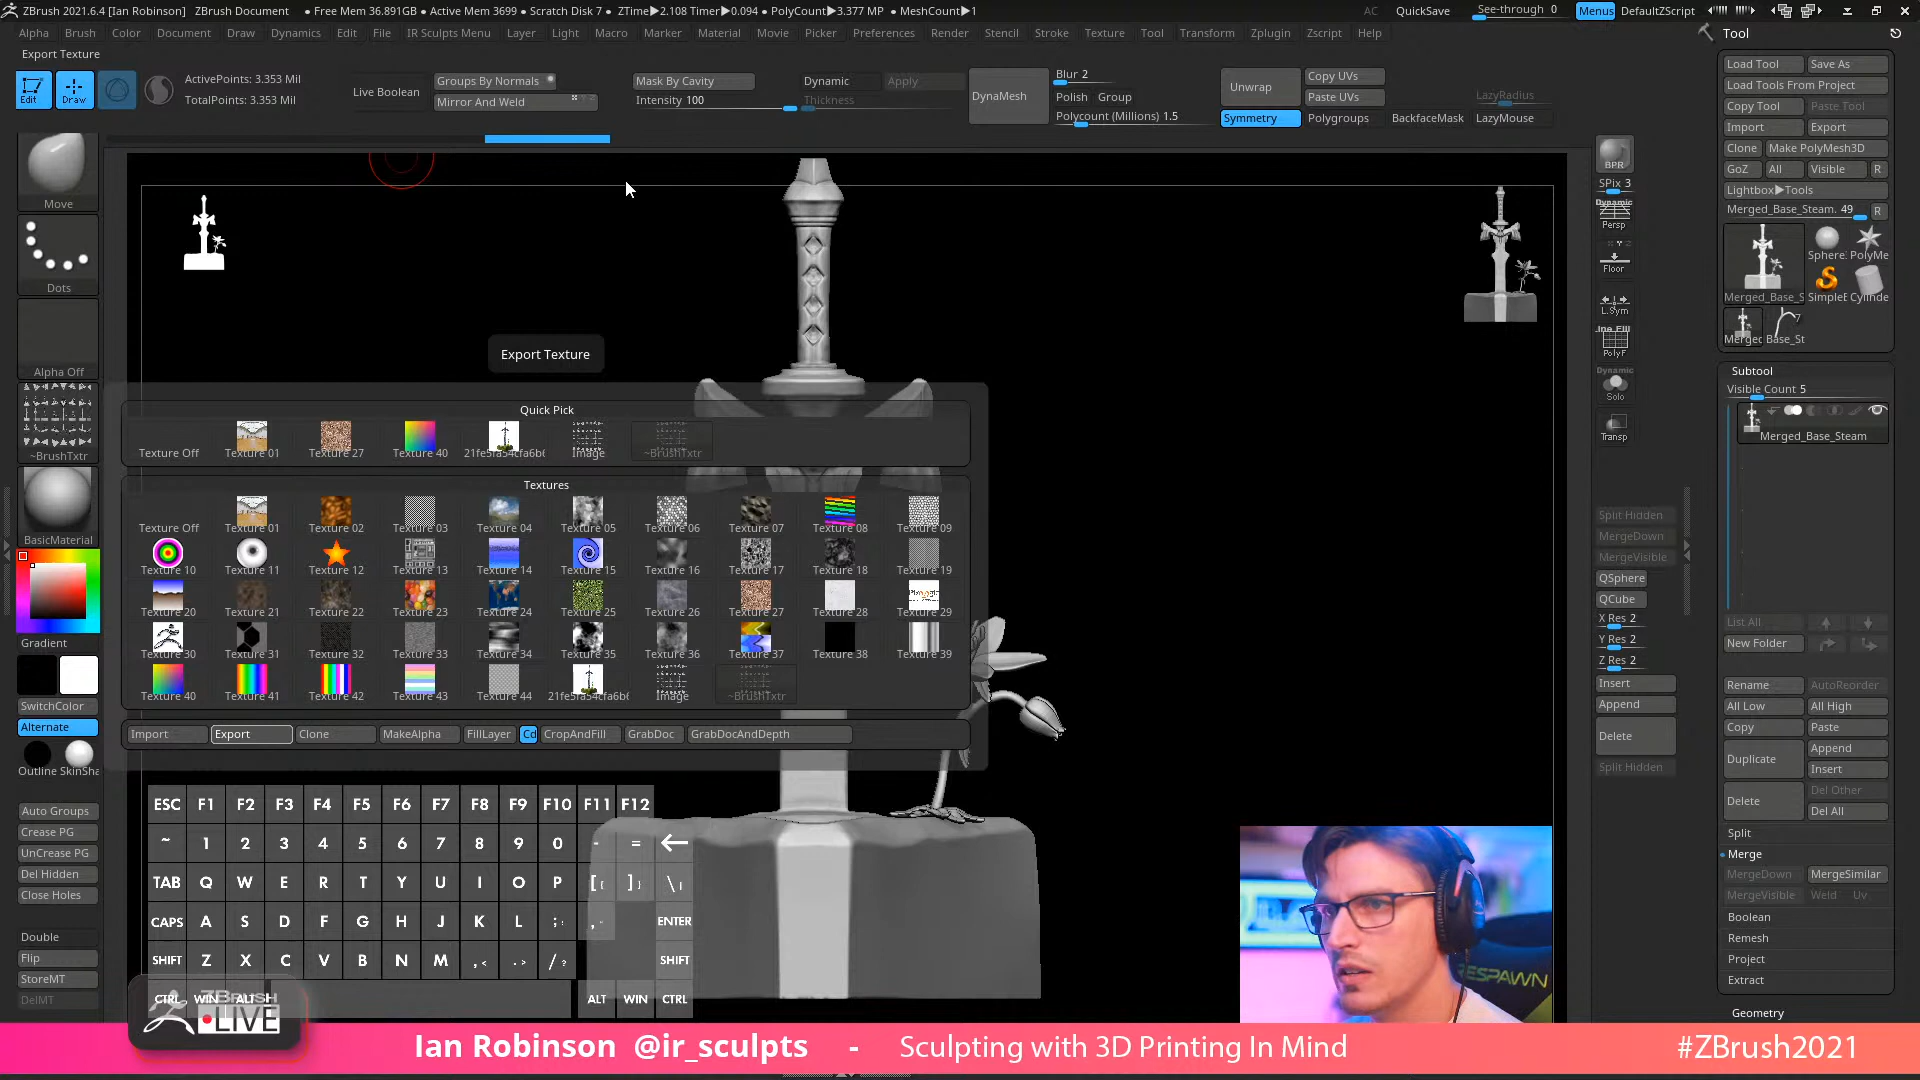 ZBrush 2021.6.4 [Ian Robinson] ZBrush Document • Free Mem 36.891GB • Active Mem 3699 • Scratch Disk 7 • ZTime▶2.108 Timer▶0.094 • PolyCount▶3.377 MP • MeshCount▶1 AC QuickSave See-through 0 Menus DefaultZScript
Alpha Brush Color Document Draw Dynamics Edit File IR Sculpts Menu Layer Light Macro Marker Material Movie Picker Preferences Render Stencil Stroke Texture Tool Transform Zplugin Zscript Help
Tool
Export Texture
Edit Draw
ActivePoints: 3.353 Mil
TotalPoints: 3.353 Mil
Live Boolean
Groups By Normals
Mirror And Weld
Mask By Cavity
Intensity 100
Dynamic Apply
Thickness
DynaMesh
Blur 2
Polish Group
Polycount (Millions) 1.5
Unwrap
Copy UVs
Paste UVs
Symmetry Polygroups BackfaceMask
LazyRadius
LazyMouse
Move
Dots
Alpha Off
~BrushTxtr
BasicMaterial
Gradient
SwitchColor
Alternate
Outline SkinSha
Auto Groups
Crease PG
UnCrease PG
Del Hidden
Close Holes
Double
Flip
StoreMT
DelMT
Export Texture
Quick Pick
Texture Off Texture 01 Texture 27 Texture 40 21fe5fa54cfa6b6 Image ~BrushTxtr
Textures
Texture Off Texture 01 Texture 02 Texture 03 Texture 04 Texture 05 Texture 06 Texture 07 Texture 08 Texture 09
Texture 10 Texture 11 Texture 12 Texture 13 Texture 14 Texture 15 Texture 16 Texture 17 Texture 18 Texture 19
Texture 20 Texture 21 Texture 22 Texture 23 Texture 24 Texture 25 Texture 26 Texture 27 Texture 28 Texture 29
Texture 30 Texture 31 Texture 32 Texture 33 Texture 34 Texture 35 Texture 36 Texture 37 Texture 38 Texture 39
Texture 40 Texture 41 Texture 42 Texture 43 Texture 44 21fe5fa54cfa6b6 Image ~BrushTxtr
Import Export Clone MakeAlpha FillLayer Cd CropAndFill GrabDoc GrabDocAndDepth
ESC F1 F2 F3 F4 F5 F6 F7 F8 F9 F10 F11 F12
~ 1 2 3 4 5 6 7 8 9 0 - = ←
TAB Q W E R T Y U I O P [{ ]} \|
CAPS A S D F G H J K L ;: ," ENTER
SHIFT Z X C V B N M ,< .> /? SHIFT
CTRL WIN ALT ALT WIN CTRL
ZBRUSH
LIVE
BPR
SPix 3
Dynamic
Persp
Floor
L.Sym
Line Fill
PolyF
Dynamic
Solo
Transp
Split Hidden
MergeDown
MergeVisible
QSphere
QCube
X Res 2
Y Res 2
Z Res 2
Insert
Append
Delete
Split Hidden
Load Tool Save As
Load Tools From Project
Copy Tool Paste Tool
Import Export
Clone Make PolyMesh3D
GoZ All Visible R
Lightbox▶Tools
Merged_Base_Steam. 49 R
Sphere. PolyMe
Merged_Base_S SimpleE Cylinde
7
Merged Base_St
Subtool
Visible Count 5
Merged_Base_Steam
List All
New Folder
Rename AutoReorder
All Low All High
Copy Paste
Duplicate Append
Insert
Delete Del Other
Del All
Split
Merge
MergeDown MergeSimilar
MergeVisible Weld Uv
Boolean
Remesh
Project
Extract
Geometry
RESPAWN
Ian Robinson @ir_sculpts - Sculpting with 3D Printing In Mind #ZBrush2021